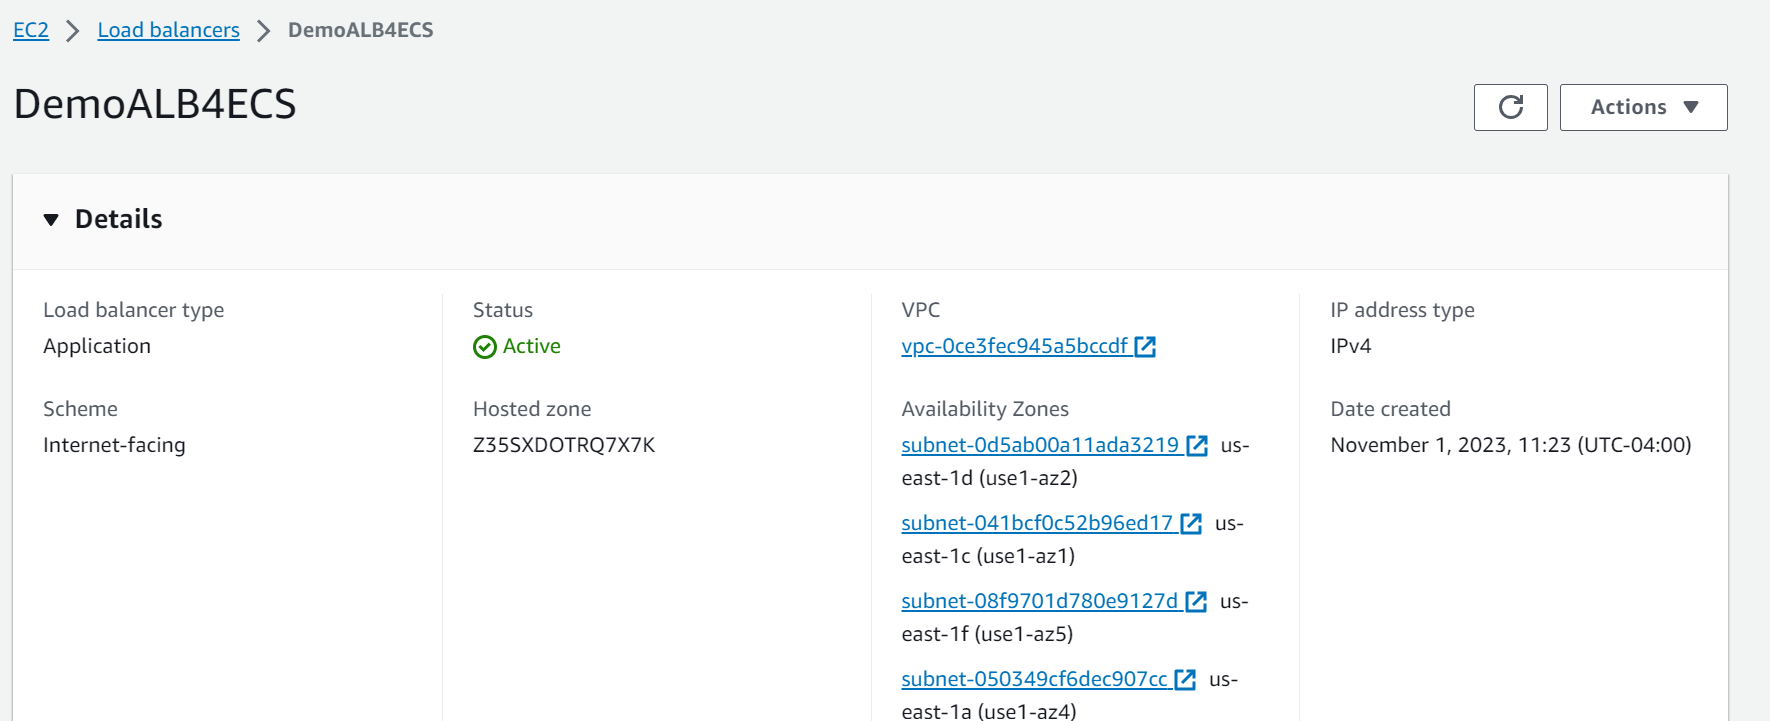 EC2 > Load balancers > DemoALB4ECS
DemoALB4ECS
Actions
Details
Load balancer type
Application
Scheme
Internet-facing
Status
Active
Hosted zone
Z35SXDOTRQ7X7K
VPC
vpc-0ce3fec945a5bccdf
Availability Zones
subnet-0d5ab00a11ada3219 us-
east-1d (use1-az2)
subnet-041bcf0c52b96ed17 us-
east-1c (use1-az1)
subnet-08f9701d780e9127d us-
east-1f (use1-az5)
subnet-050349cf6dec907cc us-
east-1a (use1-az4)
IP address type
IPv4
Date created
November 1, 2023, 11:23 (UTC-04:00)